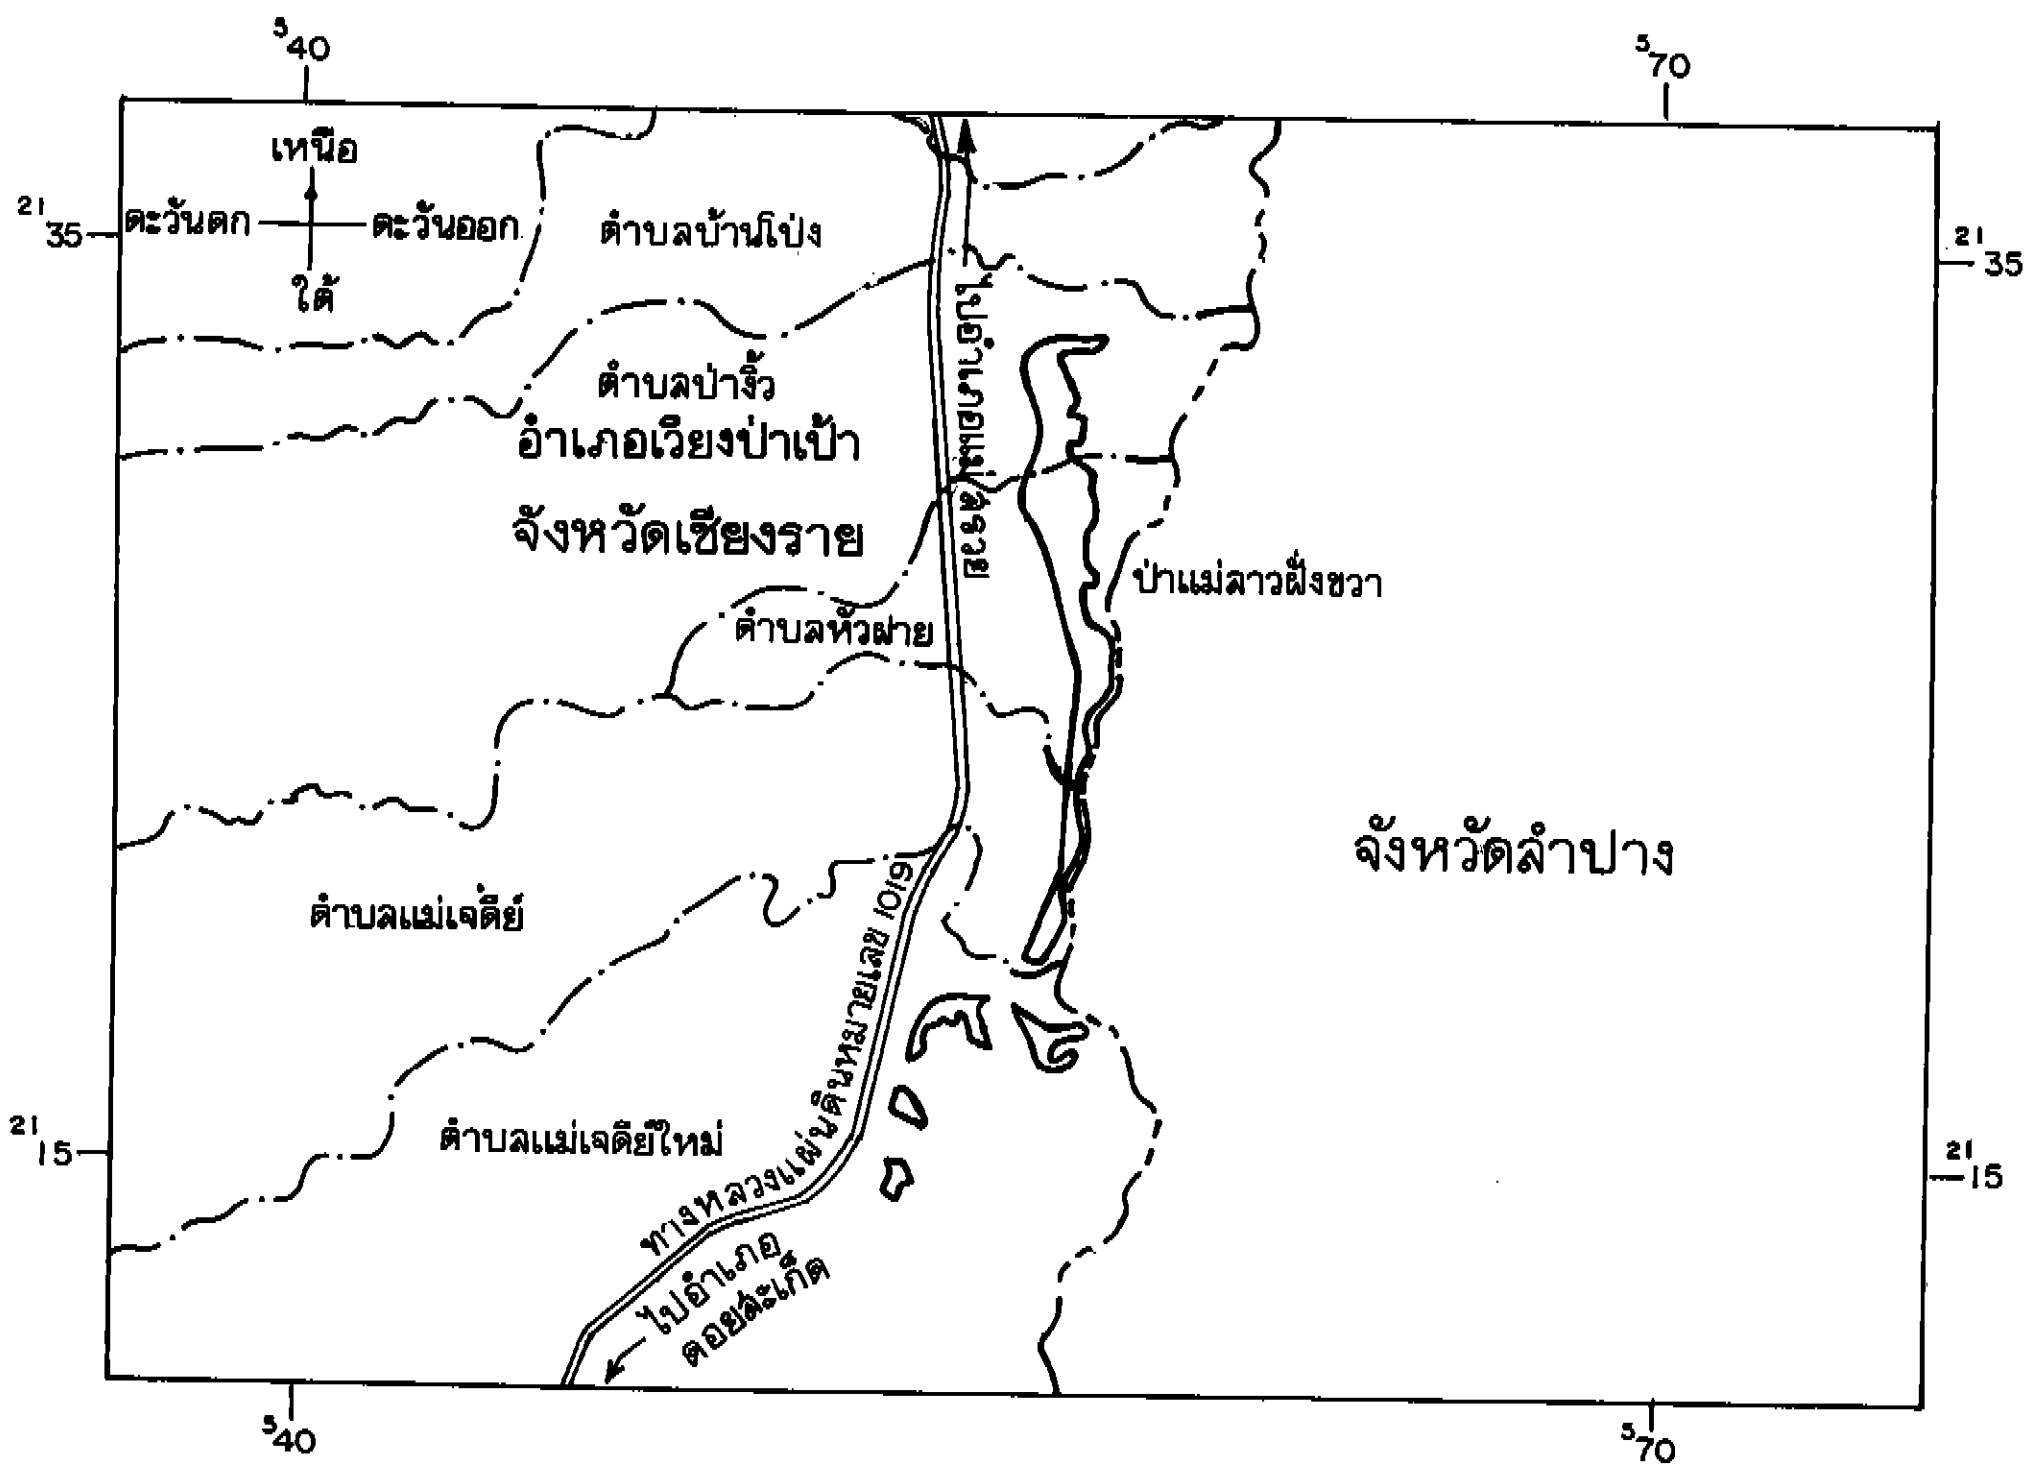 540
570
เหนือ
ตะวันตก
ตะวันออก
ใต้
2135
2135
ตำบลบ้านโป่ง
ไปอำเภอแม่สรวย
ตำบลป่างิ้ว
อำเภอเวียงป่าเป้า
จังหวัดเชียงราย
ป่าแม่ลาวฝั่งขวา
ตำบลหัวฝาย
จังหวัดลำปาง
ตำบลแม่เจดีย์
ทางหลวงแผ่นดินหมายเลข 1019
ตำบลแม่เจดีย์ใหม่
2115
2115
ไปอำเภอ
ดอยสะเก็ด
540
570